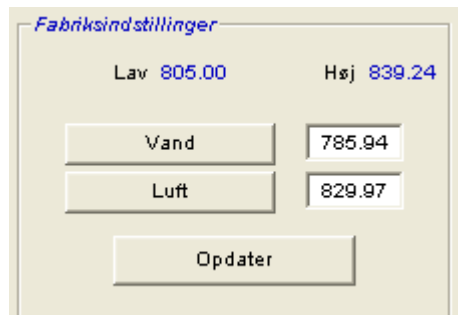 Fabriksindstillinger
Lav 805.00 Høj 839.24
Vand 785.94
Luft 829.97
Opdater